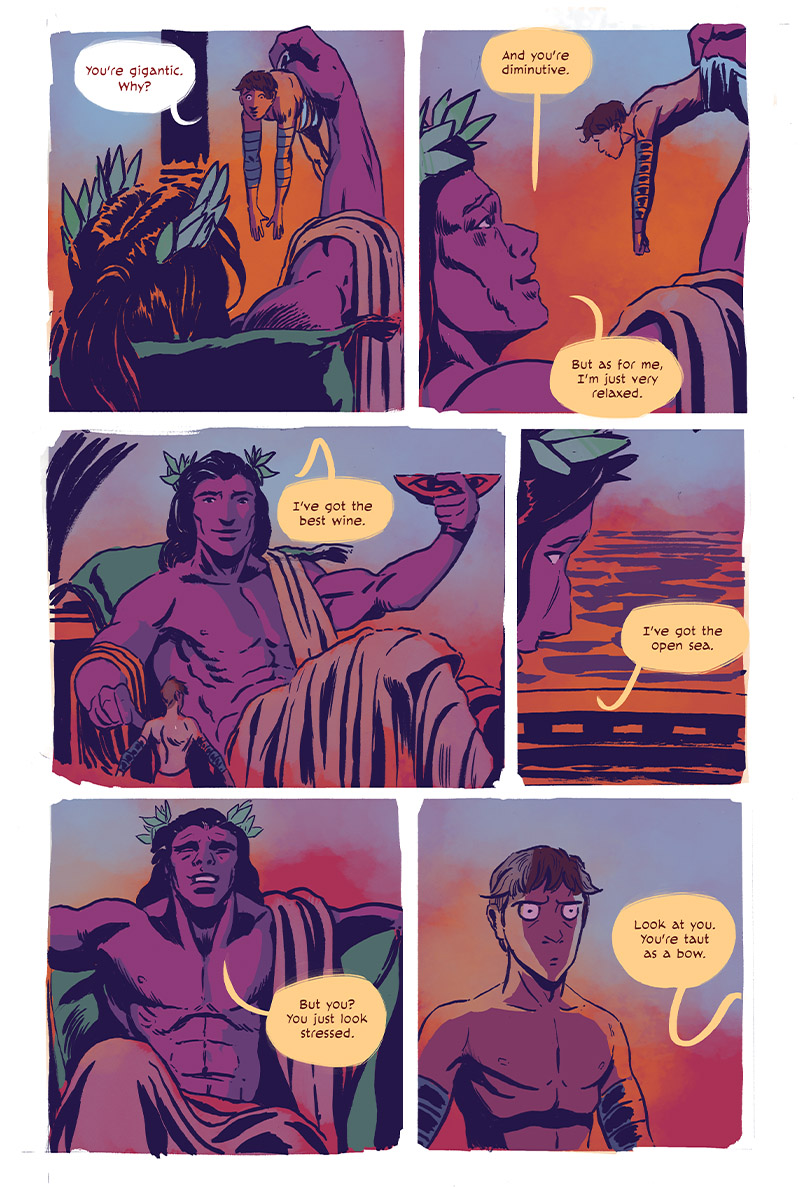 You're gigantic.
Why?
And you're
diminutive.
But as for me,
I'm just very
relaxed.
I've got the
best wine.
I've got the
open sea.
But you?
You just look
stressed.
Look at you.
You're taut
as a bow.